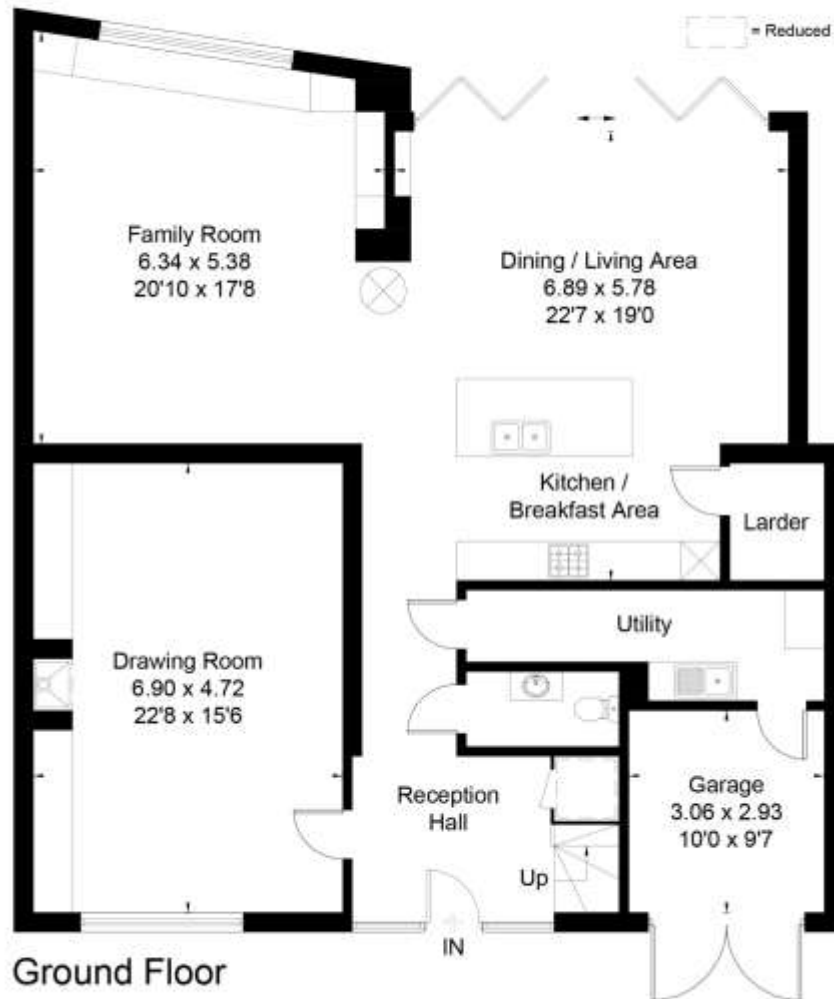 = Reduced
Family Room
6.34 x 5.38
20'10 x 17'8
Dining / Living Area
6.89 x 5.78
22'7 x 19'0
Kitchen /
Breakfast Area
Larder
Utility
Drawing Room
6.90 x 4.72
22'8 x 15'6
Reception
Hall
Garage
3.06 x 2.93
10'0 x 9'7
Up
IN
Ground Floor